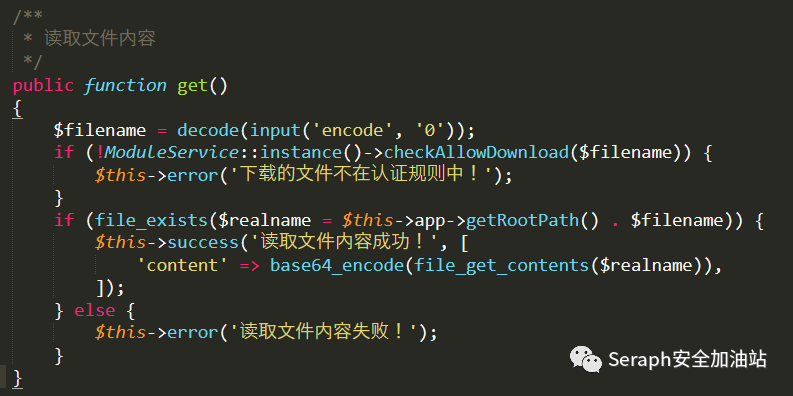 /**
 * 读取文件内容
 */
public function get()
{
    $filename = decode(input('encode', '0'));
    if (!ModuleService::instance()->checkAllowDownload($filename)) {
        $this->error('下载的文件不在认证规则中！');
    }
    if (file_exists($realname = $this->app->getRootPath() . $filename)) {
        $this->success('读取文件内容成功！', [
            'content' => base64_encode(file_get_contents($realname)),
        ]);
    } else {
        $this->error('读取文件内容失败！');
    }
}
Seraph安全加油站